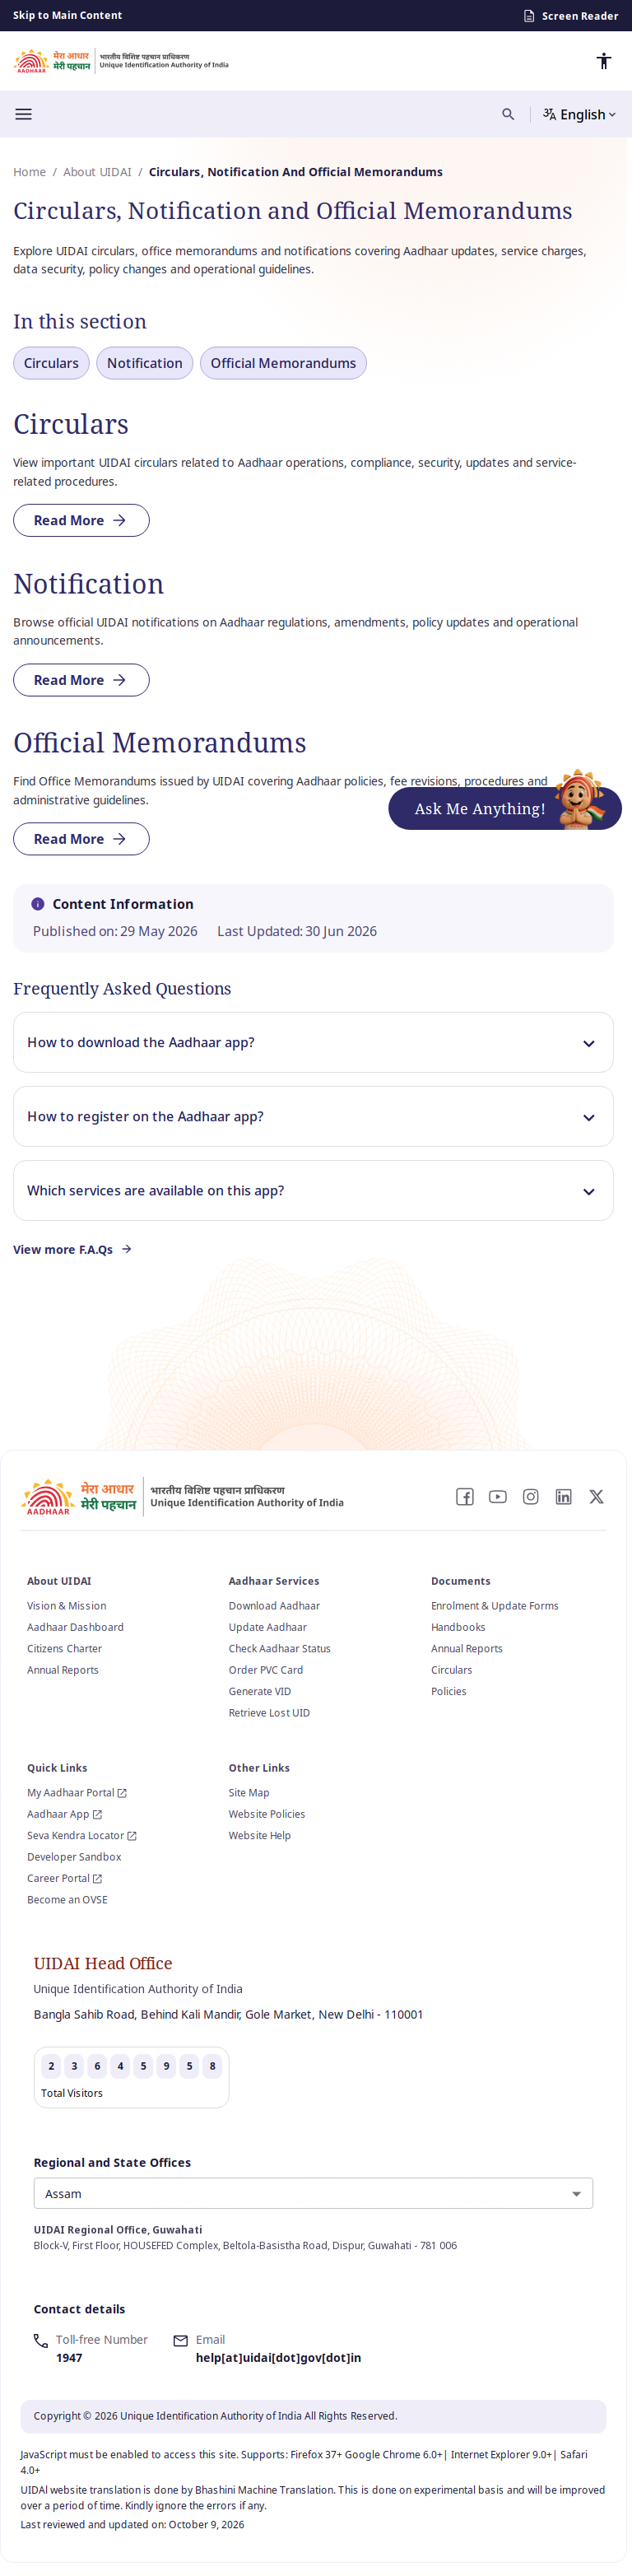 Skip to Main Content
Screen Reader
मेरा आधार
मेरी पहचान
AADHAAR
भारतीय विशिष्ट पहचान प्राधिकरण
Unique Identification Authority of India
English
Home / About UIDAI / Circulars, Notification And Official Memorandums
Circulars, Notification and Official Memorandums
Explore UIDAI circulars, office memorandums and notifications covering Aadhaar updates, service charges,
data security, policy changes and operational guidelines.
In this section
Circulars
Notification
Official Memorandums
Circulars
View important UIDAI circulars related to Aadhaar operations, compliance, security, updates and service-
related procedures.
Read More
Notification
Browse official UIDAI notifications on Aadhaar regulations, amendments, policy updates and operational
announcements.
Read More
Official Memorandums
Find Office Memorandums issued by UIDAI covering Aadhaar policies, fee revisions, procedures and
administrative guidelines.
Ask Me Anything!
Read More
Content Information
Published on: 29 May 2026 Last Updated: 30 Jun 2026
Frequently Asked Questions
How to download the Aadhaar app?
How to register on the Aadhaar app?
Which services are available on this app?
View more F.A.Qs
मेरा आधार
मेरी पहचान
AADHAAR
भारतीय विशिष्ट पहचान प्राधिकरण
Unique Identification Authority of India
About UIDAI
Vision & Mission
Aadhaar Dashboard
Citizens Charter
Annual Reports
Aadhaar Services
Download Aadhaar
Update Aadhaar
Check Aadhaar Status
Order PVC Card
Generate VID
Retrieve Lost UID
Documents
Enrolment & Update Forms
Handbooks
Annual Reports
Circulars
Policies
Quick Links
My Aadhaar Portal
Aadhaar App
Seva Kendra Locator
Developer Sandbox
Career Portal
Become an OVSE
Other Links
Site Map
Website Policies
Website Help
UIDAI Head Office
Unique Identification Authority of India
Bangla Sahib Road, Behind Kali Mandir, Gole Market, New Delhi - 110001
2 3 6 4 5 9 5 8
Total Visitors
Regional and State Offices
Assam
UIDAI Regional Office, Guwahati
Block-V, First Floor, HOUSEFED Complex, Beltola-Basistha Road, Dispur, Guwahati - 781 006
Contact details
Toll-free Number
1947
Email
help[at]uidai[dot]gov[dot]in
Copyright © 2026 Unique Identification Authority of India All Rights Reserved.
JavaScript must be enabled to access this site. Supports: Firefox 37+ Google Chrome 6.0+| Internet Explorer 9.0+| Safari
4.0+
UIDAI website translation is done by Bhashini Machine Translation. This is done on experimental basis and will be improved
over a period of time. Kindly ignore the errors if any.
Last reviewed and updated on: October 9, 2026